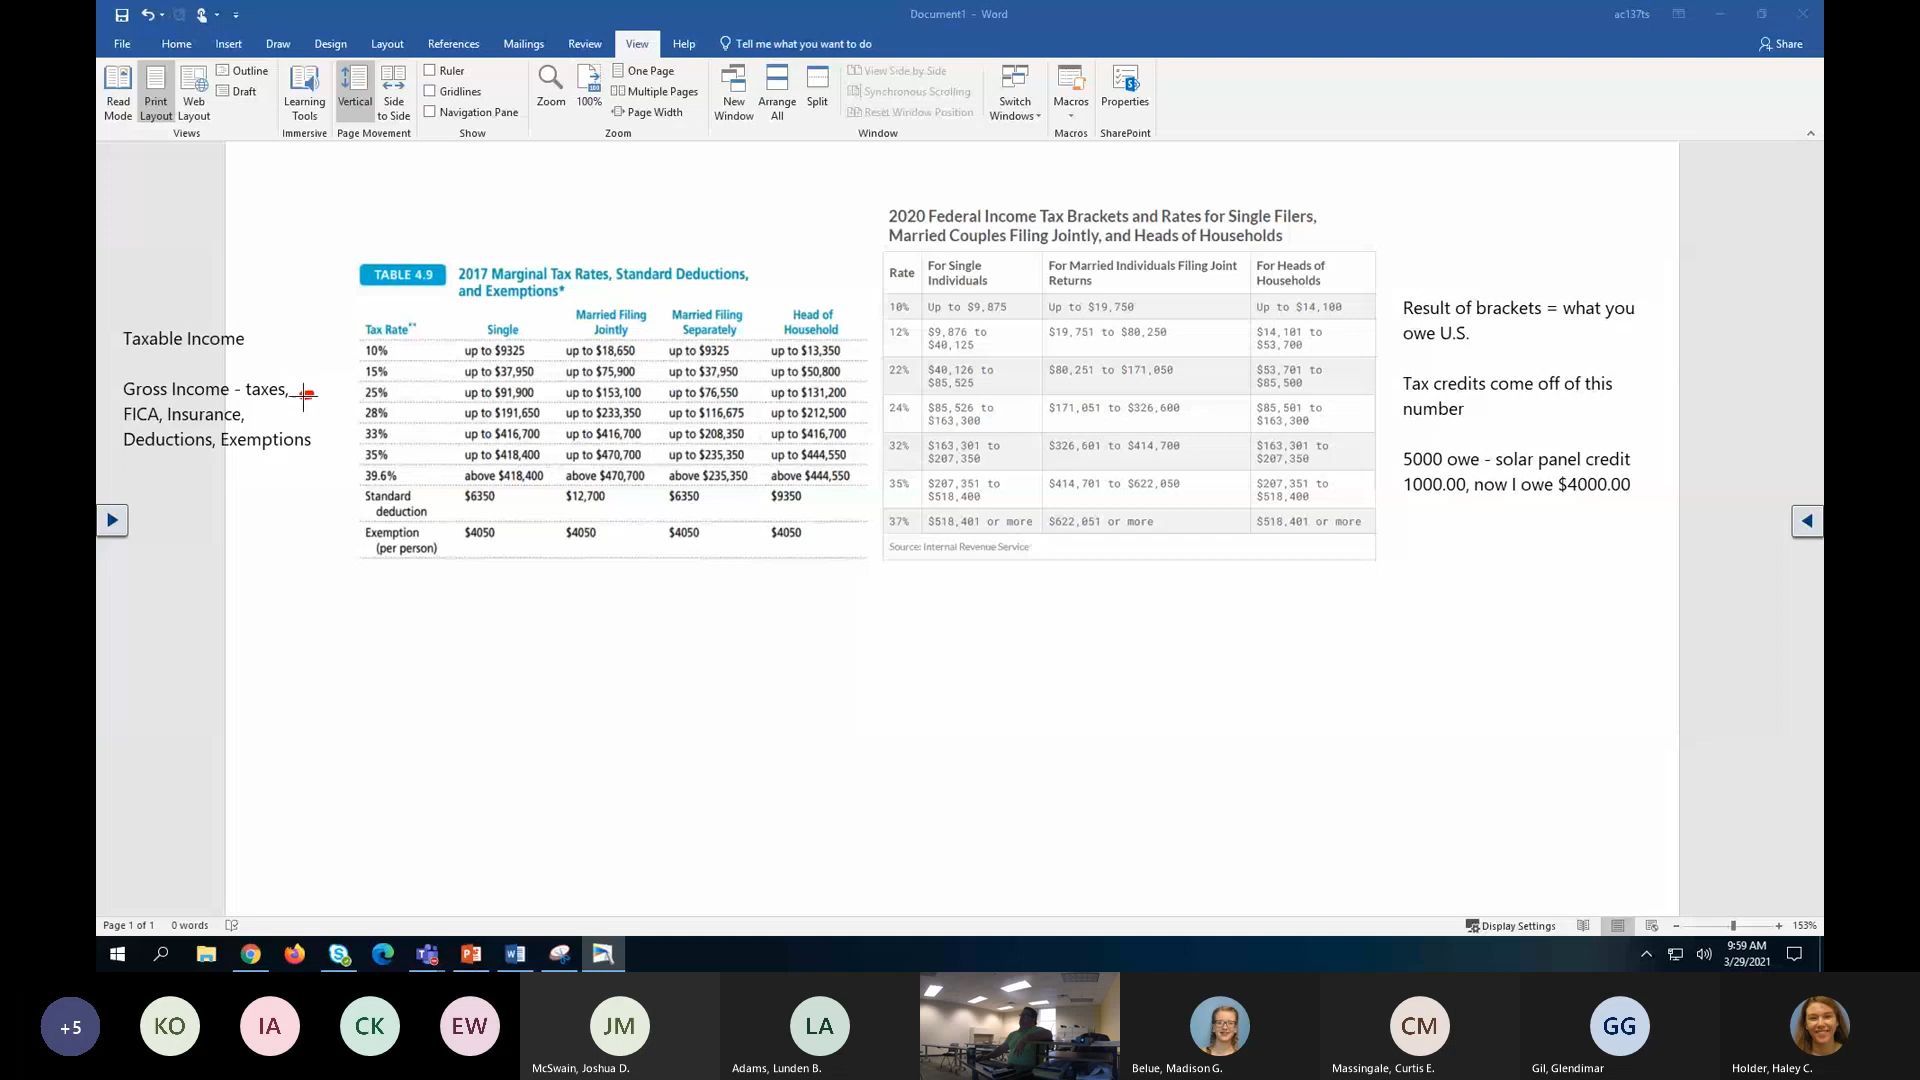 Document1 - Word
ac137ts
File Home Insert Draw Design Layout References Mailings Review View Help Tell me what you want to do
Share
Read Mode
Print Layout
Web Layout
Outline
Draft
Views
Learning Tools
Immersive
Vertical
Side to Side
Page Movement
Ruler
Gridlines
Navigation Pane
Show
Zoom
100%
One Page
Multiple Pages
Page Width
Zoom
New Window
Arrange All
Split
View Side by Side
Synchronous Scrolling
Reset Window Position
Window
Switch Windows
Macros
Macros
Properties
SharePoint
Taxable Income
Gross Income - taxes,
FICA, Insurance,
Deductions, Exemptions
TABLE 4.9 2017 Marginal Tax Rates, Standard Deductions,
and Exemptions*
Tax Rate** Single Married Filing Jointly Married Filing Separately Head of Household
10% up to $9325 up to $18,650 up to $9325 up to $13,350
15% up to $37,950 up to $75,900 up to $37,950 up to $50,800
25% up to $91,900 up to $153,100 up to $76,550 up to $131,200
28% up to $191,650 up to $233,350 up to $116,675 up to $212,500
33% up to $416,700 up to $416,700 up to $208,350 up to $416,700
35% up to $418,400 up to $470,700 up to $235,350 up to $444,550
39.6% above $418,400 above $470,700 above $235,350 above $444,550
Standard deduction $6350 $12,700 $6350 $9350
Exemption (per person) $4050 $4050 $4050 $4050
2020 Federal Income Tax Brackets and Rates for Single Filers,
Married Couples Filing Jointly, and Heads of Households
Rate For Single Individuals For Married Individuals Filing Joint Returns For Heads of Households
10% Up to $9,875 Up to $19,750 Up to $14,100
12% $9,876 to $40,125 $19,751 to $80,250 $14,101 to $53,700
22% $40,126 to $85,525 $80,251 to $171,050 $53,701 to $85,500
24% $85,526 to $163,300 $171,051 to $326,600 $85,501 to $163,300
32% $163,301 to $207,350 $326,601 to $414,700 $163,301 to $207,350
35% $207,351 to $518,400 $414,701 to $622,050 $207,351 to $518,400
37% $518,401 or more $622,051 or more $518,401 or more
Source: Internal Revenue Service
Result of brackets = what you
owe U.S.
Tax credits come off of this
number
5000 owe - solar panel credit
1000.00, now I owe $4000.00
Page 1 of 1 0 words
Display Settings
153%
9:59 AM
3/29/2021
+5 KO IA CK EW JM LA CM GG
McSwain, Joshua D. Adams, Lunden B. Belue, Madison G. Massingale, Curtis E. Gil, Glendimar Holder, Haley C.